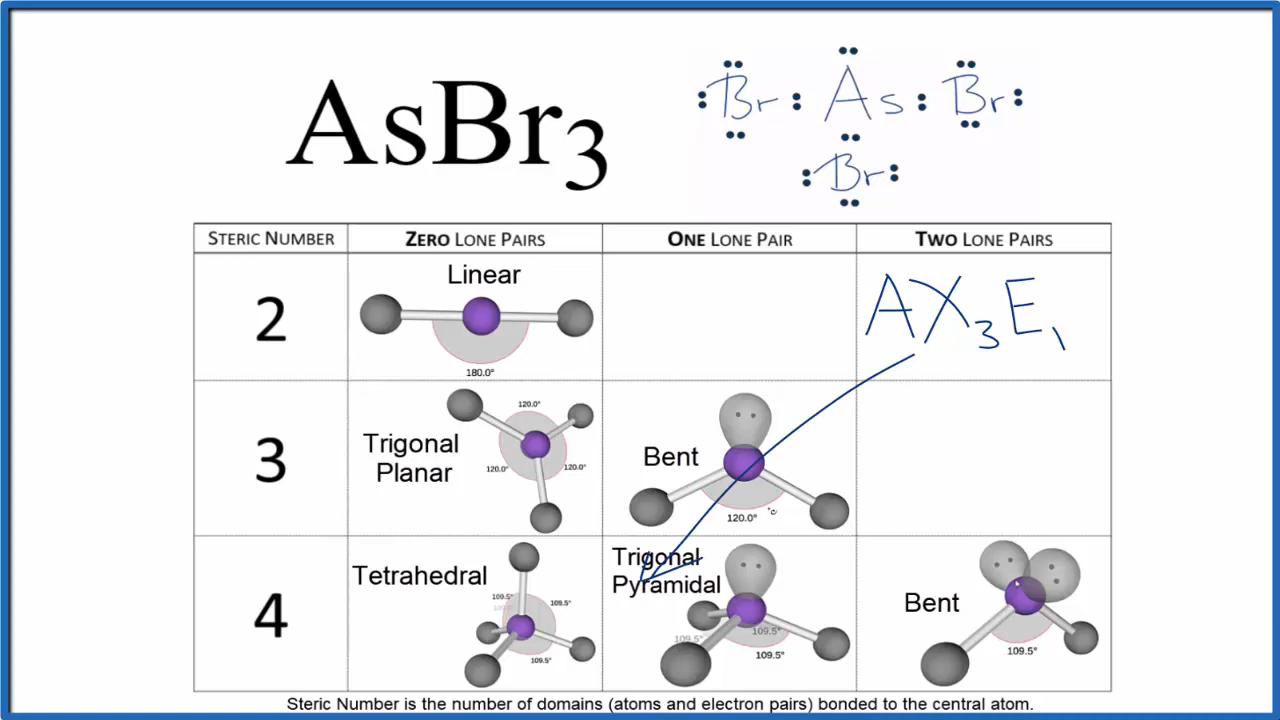 AsBr3
Br As Br
Br
STERIC NUMBER ZERO LONE PAIRS ONE LONE PAIR TWO LONE PAIRS
2
Linear
180.0°
AX3E1
3
Trigonal
Planar
120.0°
120.0°
120.0°
Bent
120.0°
4
Tetrahedral
109.5°
109.5°
109.5°
Trigonal
Pyramidal
109.5°
109.5°
109.5°
Bent
109.5°
Steric Number is the number of domains (atoms and electron pairs) bonded to the central atom.